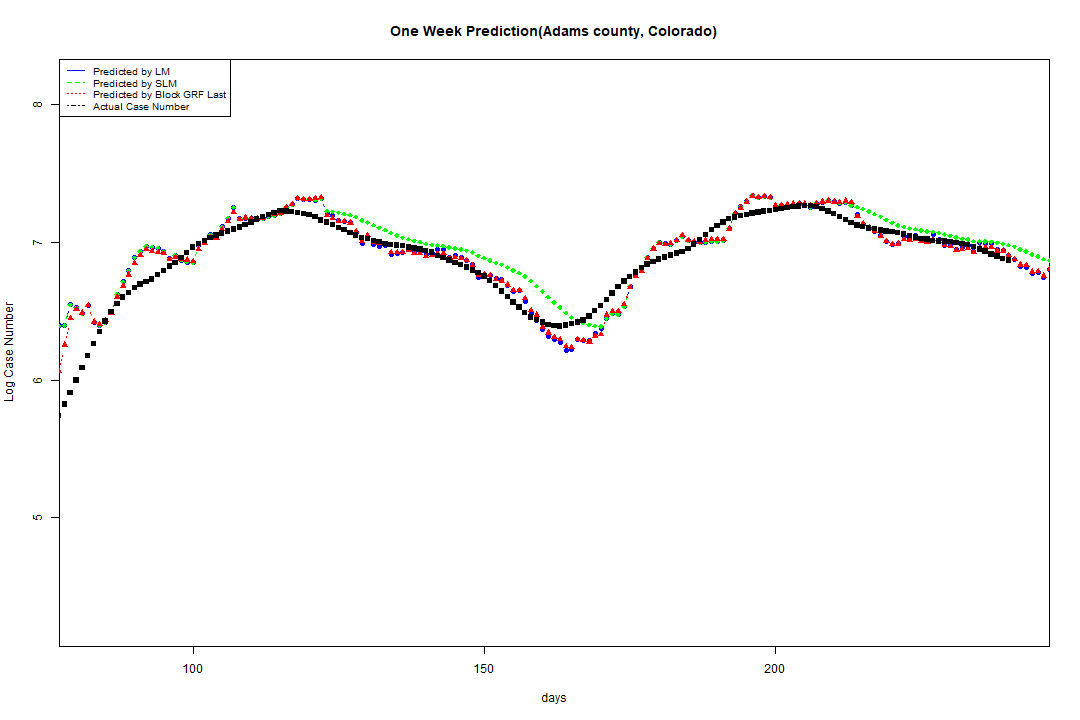 One Week Prediction(Adams county, Colorado)
Predicted by LM
Predicted by SLM
Predicted by Block GRF Last
Actual Case Number
8
7
6
5
Log Case Number
100 150 200
days